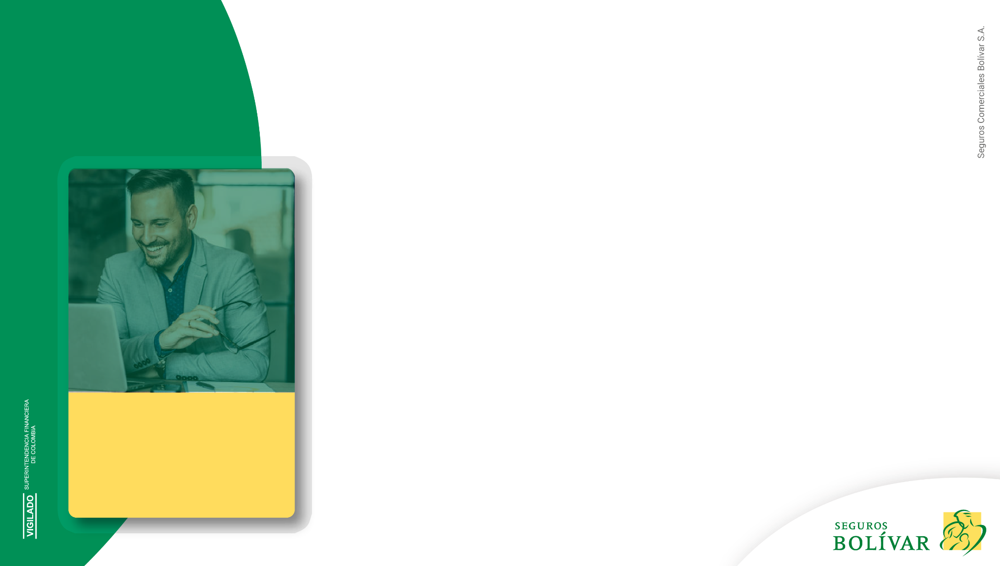 Seguros Comerciales Bolívar S.A.
VIGILADO
SUPERINTENDENCIA FINANCIERA
DE COLOMBIA
SEGUROS
BOLÍVAR